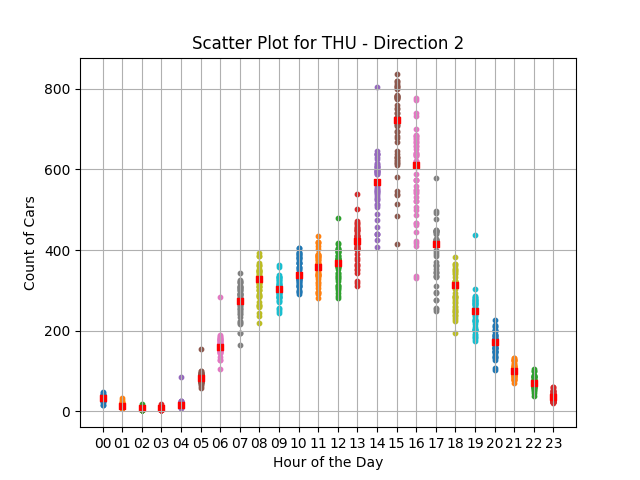 Scatter Plot for THU - Direction 2
800
600
400
200
0
Count of Cars
00 01 02 03 04 05 06 07 08 09 10 11 12 13 14 15 16 17 18 19 20 21 22 23
Hour of the Day